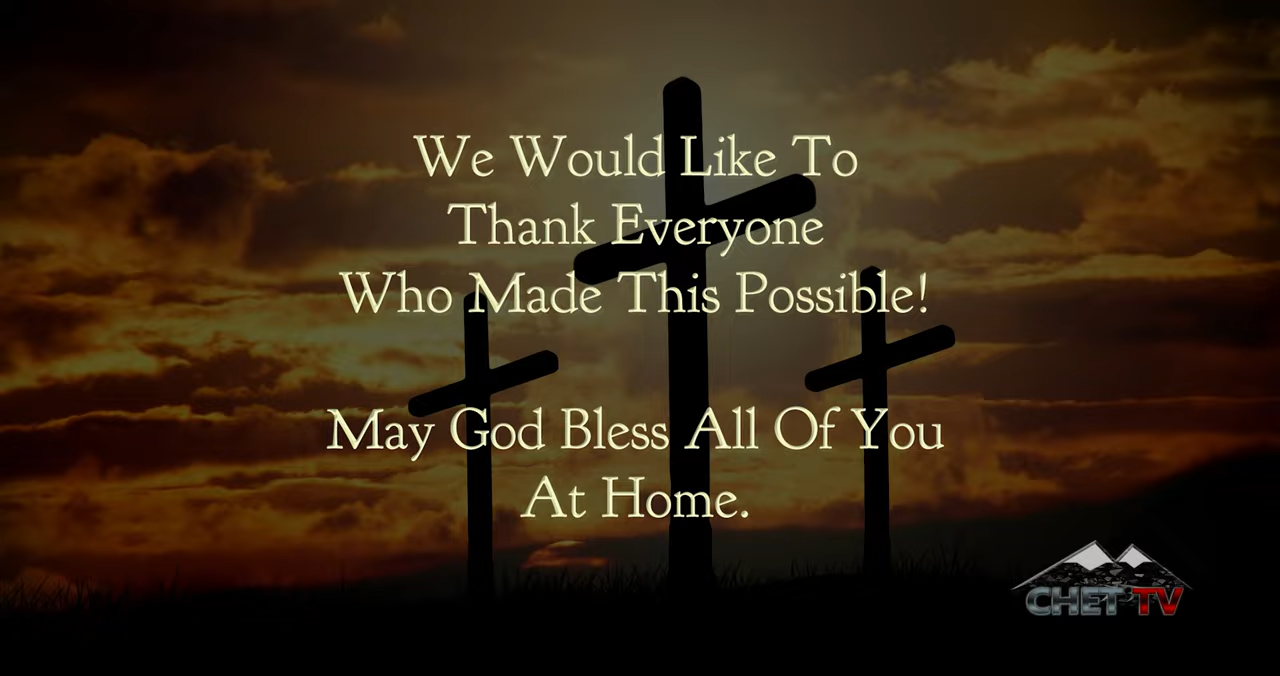 We Would Like To
Thank Everyone
Who Made This Possible!
May God Bless All Of You
At Home.
CHET TV